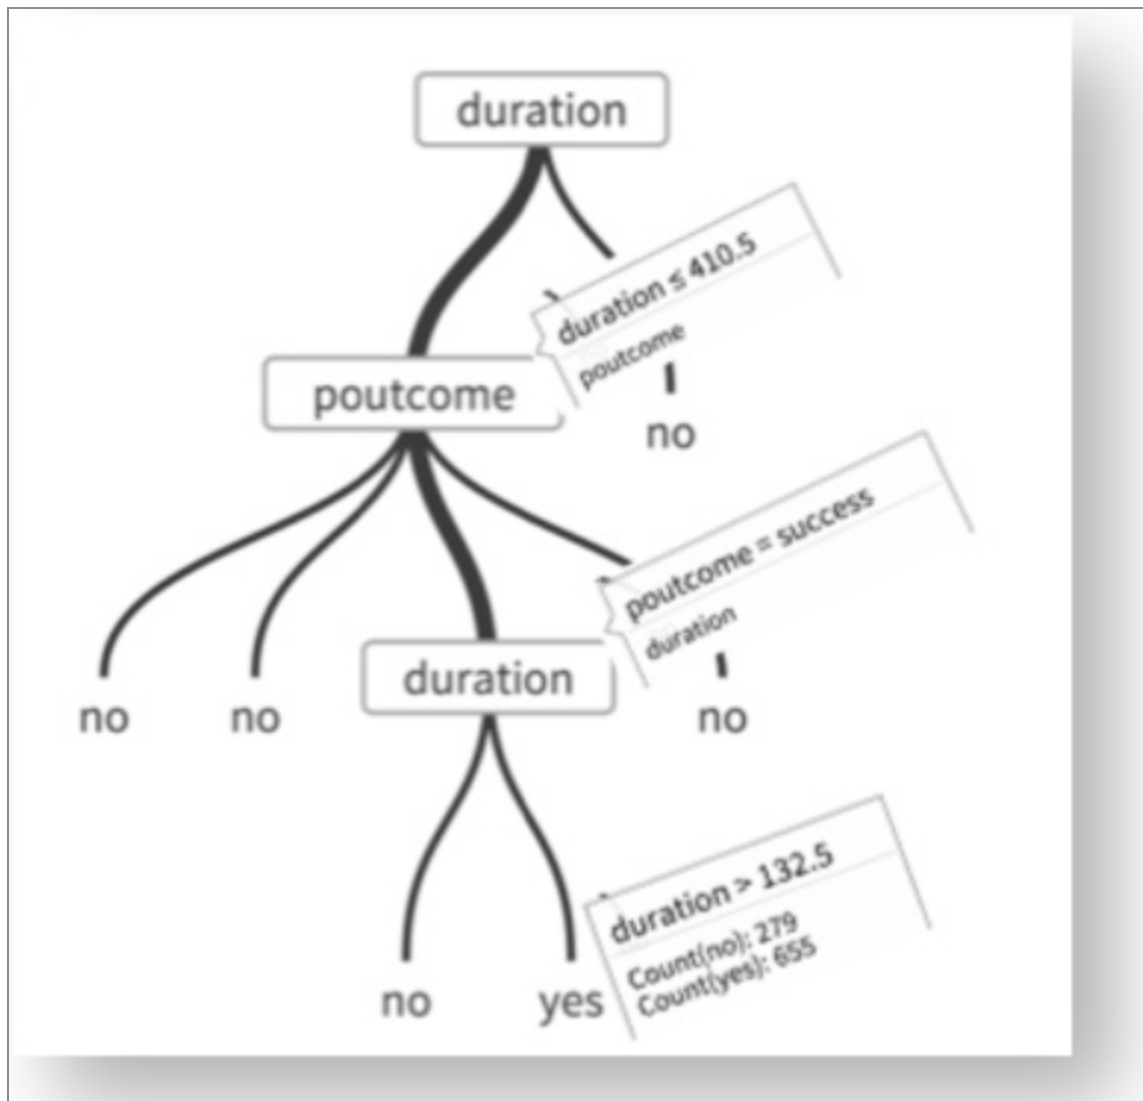 duration
duration ≤ 410.5
poutcome
poutcome
no
poutcome = success
duration
duration
no
no
no
duration > 132.5
Count(no): 279
Count(yes): 655
no
yes